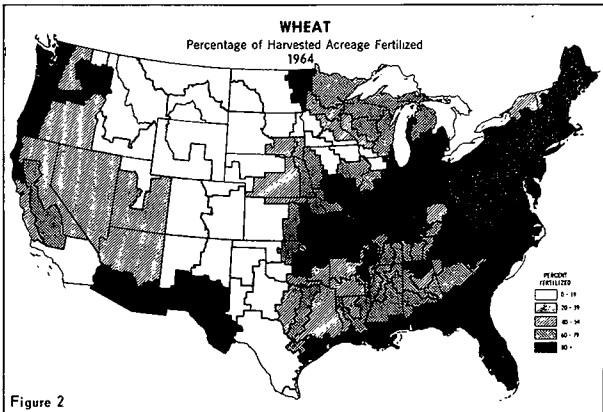 WHEAT
Percentage of Harvested Acreage Fertilized
1964
PERCENT
FERTILIZED
0 - 19
20 - 39
40 - 59
60 - 79
80 +
Figure 2